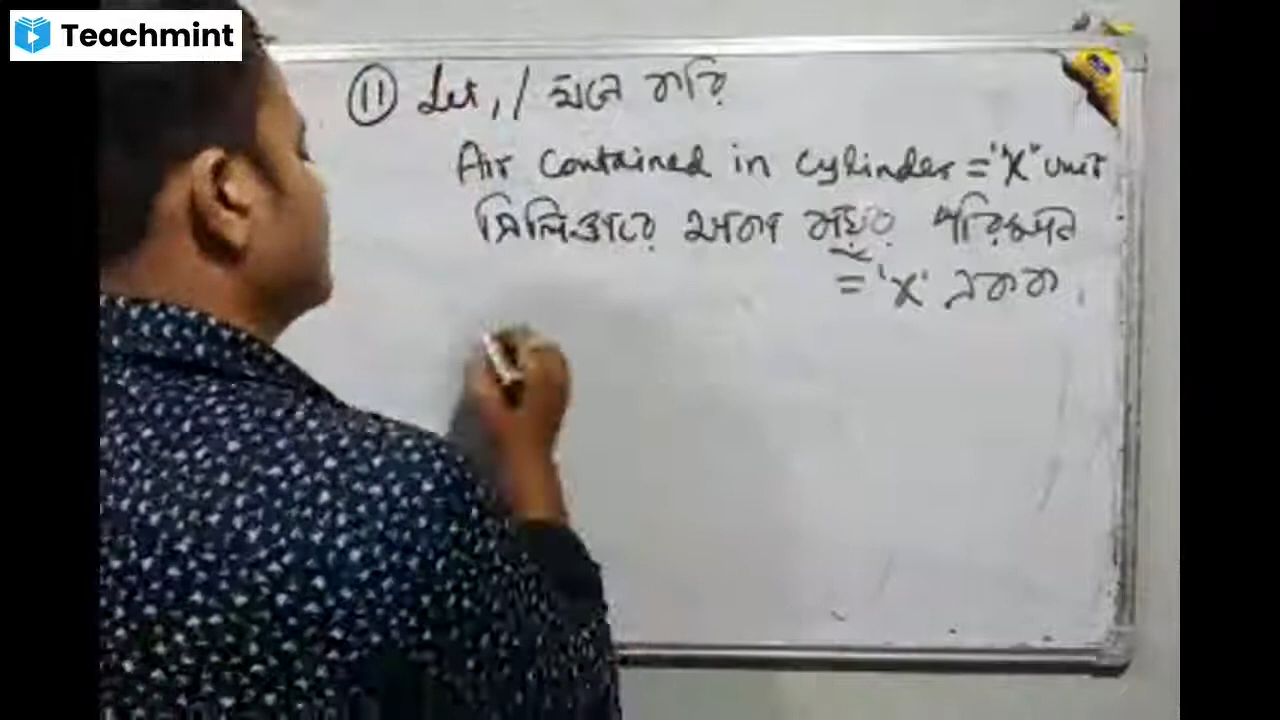 Teachmint
11 Let, / মনে করি
Air contained in cylinder = "x" unit
সিলিন্ডারে থাকা বায়ুর পরিমান
= 'x' একক